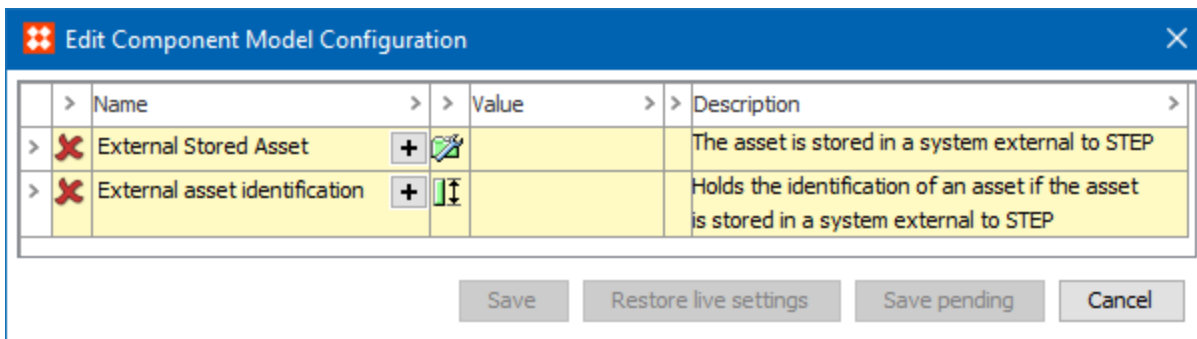 Edit Component Model Configuration
> Name > > Value > > Description >
> External Stored Asset + The asset is stored in a system external to STEP
> External asset identification + Holds the identification of an asset if the asset
is stored in a system external to STEP
Save Restore live settings Save pending Cancel